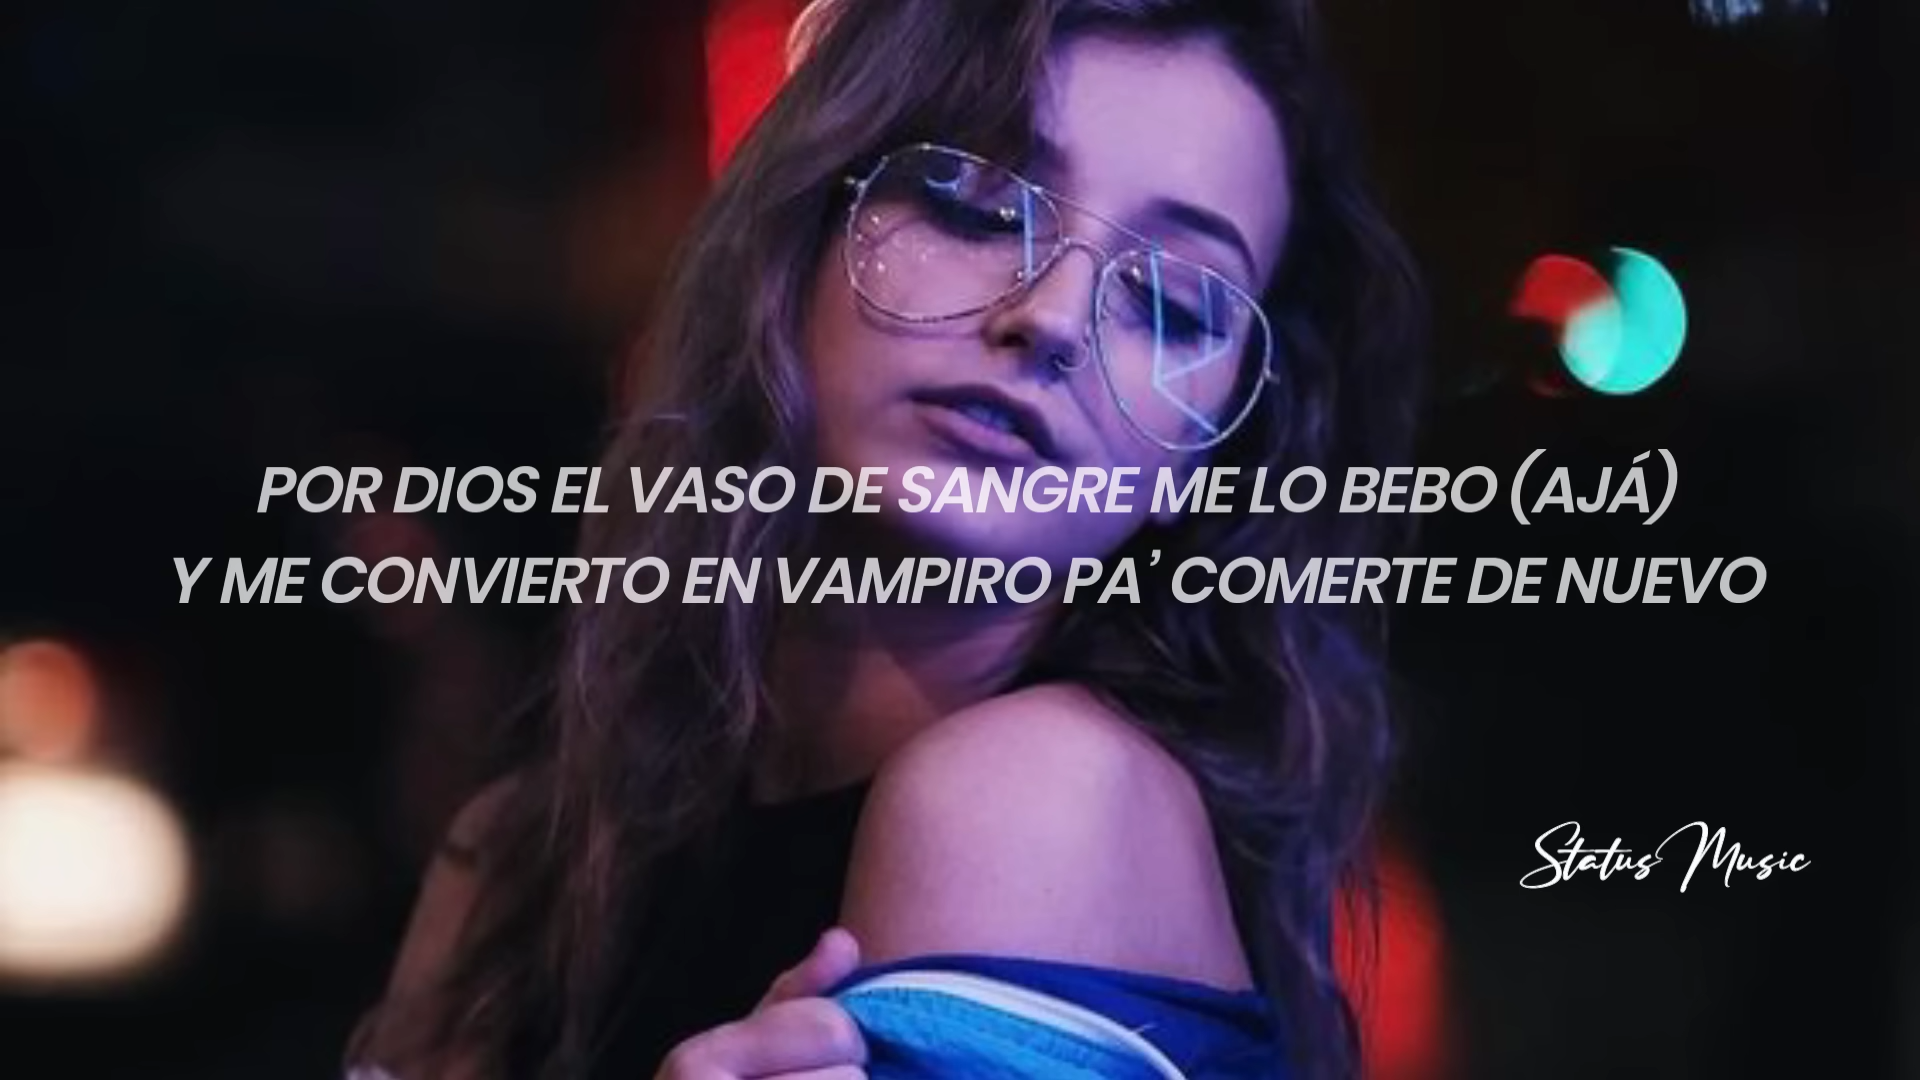 POR DIOS EL VASO DE SANGRE ME LO BEBO (AJÁ)
Y ME CONVIERTO EN VAMPIRO PA’ COMERTE DE NUEVO
Status Music